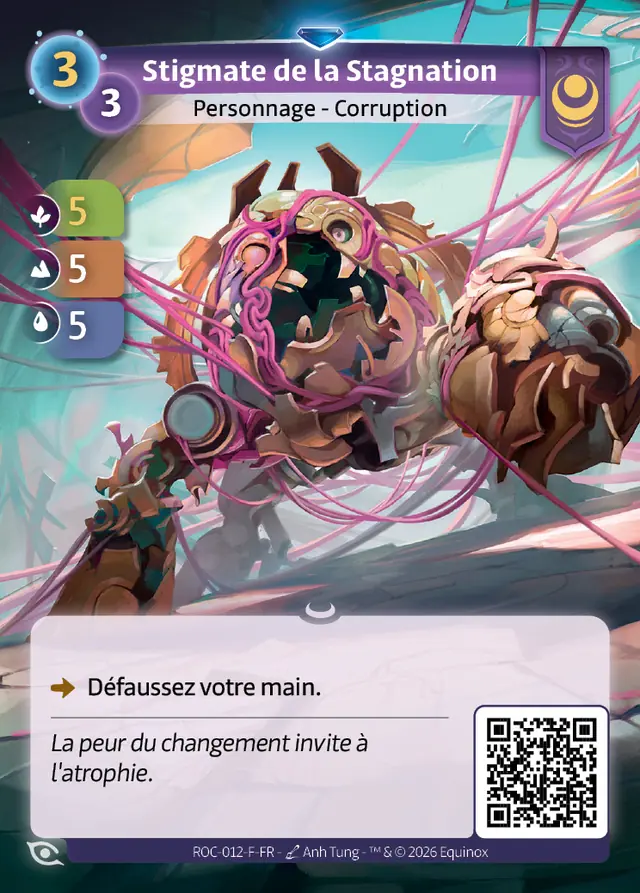 3
Stigmate de la Stagnation
3
Personnage - Corruption
5
5
5
Défaussez votre main.
La peur du changement invite à
l'atrophie.
ROC-012-F-FR - Anh Tung - ™ & © 2026 Equinox